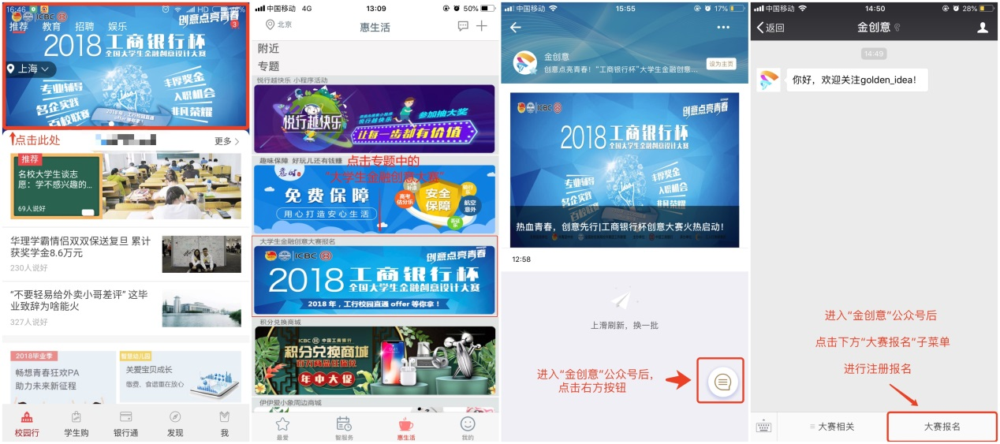 16:46
HD
ICBC
创意点亮青春
推荐 教育 招聘 娱乐
3
2018工商银行杯
全国大学生金融创意设计大赛
上海
专业辅导
名企实践
百校联赛
丰厚奖金
入职机会
非凡荣耀
点击此处
更多
推荐
名校大学生谈志
愿：学不感兴趣的...
69人说好
华理学霸情侣双双保送复旦 累计
获奖学金8.6万元
230人说好
“不要轻易给外卖小哥差评” 这毕
业致辞为啥能火
327人说好
2018毕业季
畅想青春狂欢PA
助力未来新征程
智慧幼儿园
关爱宝贝成长
缴费，食谱重在放心
校园行 学生购 银行通 发现 我
中国移动 4G
13:09
50%
北京
惠生活
附近
专题
悦行越快乐 小程序活动
悦行越快乐
悦行越快乐 参加抽大奖
让每一步都有价值
趣味保障 好玩儿还有钱赚
点击专题中的
“大学生金融创意大赛”
免费保障
用心打造安心生活
高考
估分乐
安全
保障
航空
意外
大学生金融创意大赛报名
ICBC
创意点亮青春
2018工商银行杯
全国大学生金融创意设计大赛
2018 年，工行校园直通 offer 等你拿！
积分兑换商城
ICBC 中国工商银行
积分兑换商城
百万商品任意兑
年中大促
伊伊爱小象周边商城
最爱 智服务 惠生活 我的
中国移动
15:55
17%
金创意
创意点亮青春！“工商银行杯”大学生金融创意...
设为主页
ICBC
创意点亮青春
2018工商银行杯
全国大学生金融创意设计大赛
专业辅导
名企实践
丰厚奖金
入职机会
非凡荣耀
热血青春，创意先行|工商银行杯创意大赛火热启动！
12:58
上滑刷新，换一批
进入“金创意”公众号后，
点击右方按钮
中国移动
14:50
28%
返回
金创意
14:49
你好，欢迎关注golden_idea！
进入“金创意”公众号后
点击下方“大赛报名”子菜单
进行注册报名
大赛相关
大赛报名